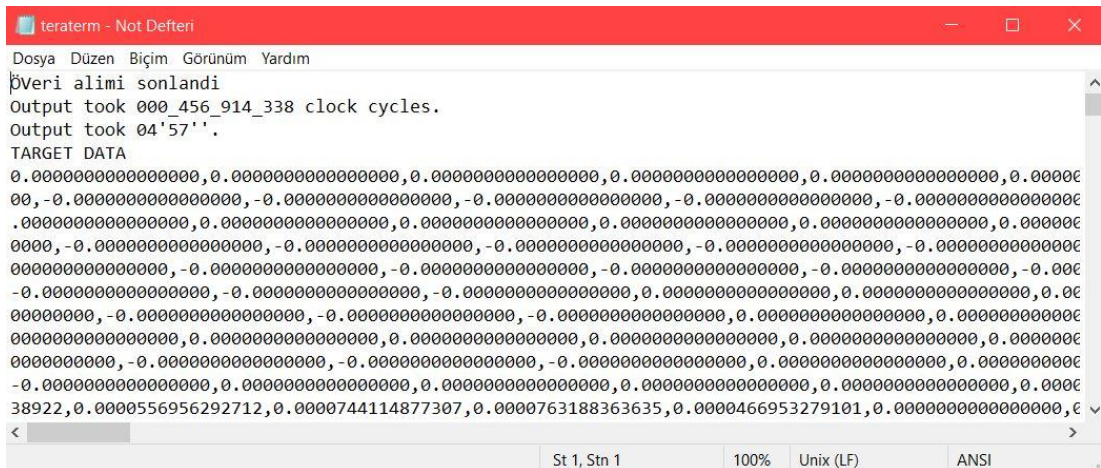 teraterm - Not Defteri
Dosya Düzen Biçim Görünüm Yardım
ÖVeri alimi sonlandi
Output took 000_456_914_338 clock cycles.
Output took 04'57''.
TARGET DATA
0.0000000000000000,0.0000000000000000,0.0000000000000000,0.0000000000000000,0.0000000000000000,0.00000
00,-0.0000000000000000,-0.0000000000000000,-0.0000000000000000,-0.0000000000000000,-0.0000000000000000
.0000000000000000,0.0000000000000000,0.0000000000000000,0.0000000000000000,0.0000000000000000,0.000000
0000,-0.0000000000000000,-0.0000000000000000,-0.0000000000000000,-0.0000000000000000,-0.00000000000000
000000000000000,-0.0000000000000000,-0.0000000000000000,-0.0000000000000000,-0.0000000000000000,-0.000
-0.0000000000000000,-0.0000000000000000,-0.0000000000000000,0.0000000000000000,0.0000000000000000,0.00
00000000,-0.0000000000000000,-0.0000000000000000,-0.0000000000000000,0.0000000000000000,0.000000000000
0000000000000000,0.0000000000000000,0.0000000000000000,0.0000000000000000,0.0000000000000000,0.0000000
0000000000,-0.0000000000000000,-0.0000000000000000,-0.0000000000000000,0.0000000000000000,0.0000000000
-0.0000000000000000,0.0000000000000000,0.0000000000000000,0.0000000000000000,0.0000000000000000,0.0000
38922,0.0000556956292712,0.0000744114877307,0.0000763188363635,0.0000466953279101,0.0000000000000000,0
St 1, Stn 1 100% Unix (LF) ANSI